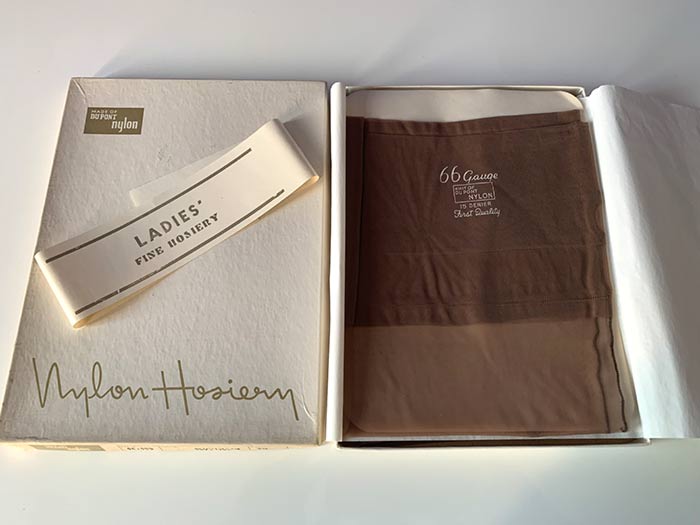 MADE OF
DU PONT
nylon
LADIES'
FINE HOSIERY
Nylon Hosiery
66 Gauge
KNIT OF
DU PONT
NYLON
15 DENIER
First Quality